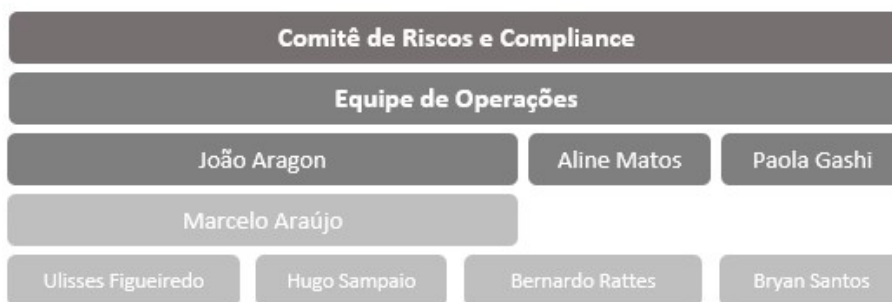 Comitê de Riscos e Compliance
Equipe de Operações
João Aragon Aline Matos Paola Gashi
Marcelo Araújo
Ulisses Figueiredo Hugo Sampaio Bernardo Rattes Bryan Santos